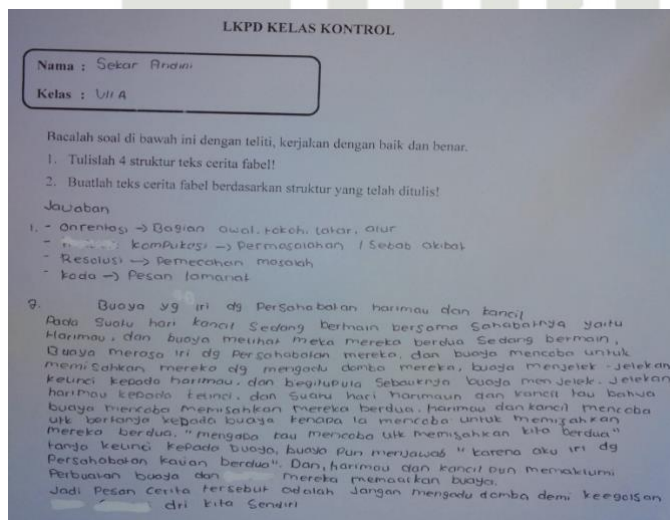 LKPD KELAS KONTROL
Nama : Sekar Andini
Kelas : VII A
Bacalah soal di bawah ini dengan teliti, kerjakan dengan baik dan benar.
1. Tulislah 4 struktur teks cerita fabel!
2. Buatlah teks cerita fabel berdasarkan struktur yang telah ditulis!
Jawaban
1. - Onrentasi → Bagian awal, tokoh, latar, alur
- Kompukasi → Permasalahan / Sebab akibat
- Resolusi → Pemecahan masalah
- koda → Pesan /amanat
2. Buaya yg iri dg Persahabatan harimau dan kancil
Pada Suatu hari kancil Sedang bermain bersama Sahabatnya yaitu
Harimau, dan buaya melihat meka mereka berdua Sedang bermain,
Buaya merasa iri dg Persahabatan mereka, dan buaya mencoba untuk
memisahkan mereka dg mengadu domba mereka, buaya menjelek-jelekan
keunci kepada harimau, dan begitupula Sebauknya buaya menjelek-jelekan
harimau kepada keunci, dan Suatu hari harimaun dan kancil tau bahwa
buaya mencoba memisahkan mereka berdua, harimau dan kancil mencoba
utk bertanya kepada buaya kenapa ia mencoba untuk memisahkan
mereka berdua, "mengapa kau mencoba utk memisahkan kita berdua"
tanya keunci kepada buaya, buaya Pun menjawab "karena aku iri dg
Persahabatan kalian berdua". Dan, harimau dan kancil pun memaklumi
Perbuatan buaya dan mereka memaafkan buaya.
Jadi Pesan Cerita tersebut adalah Jangan mengadu domba demi keegoisan
dri kita Sendiri